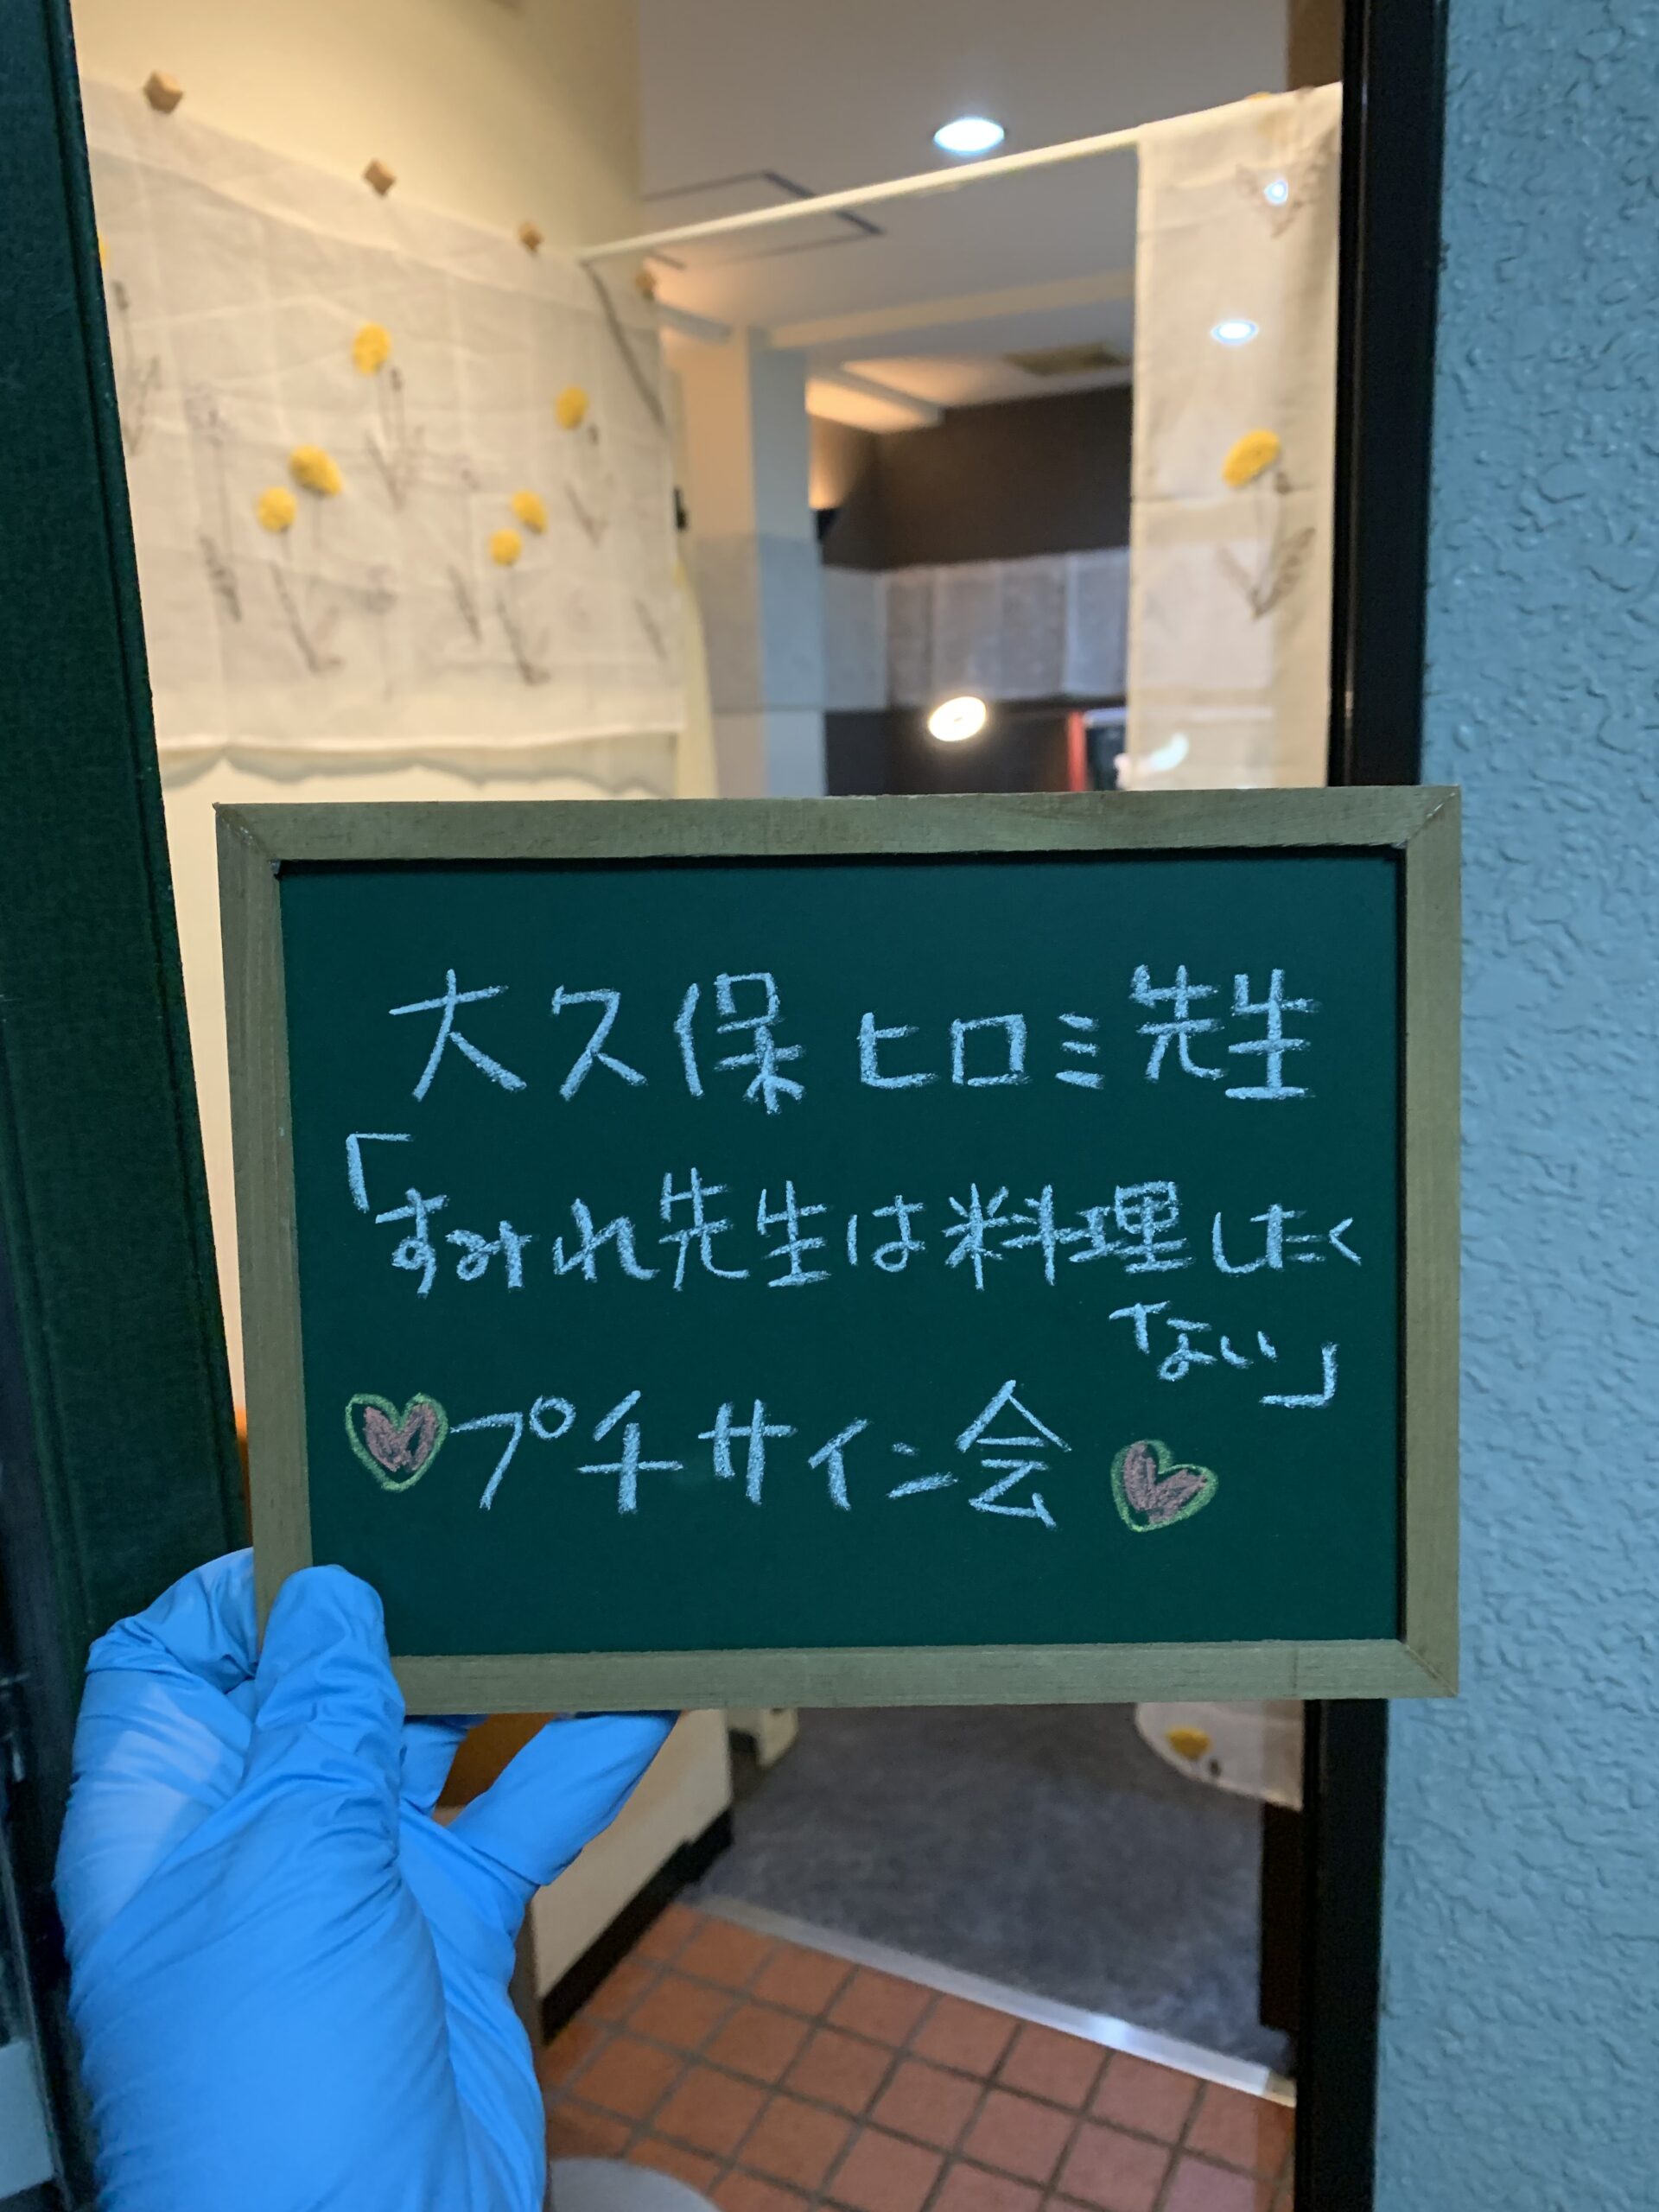 大久保ヒロミ先生
「すみれ先生は料理したく
ない」
プチサイン会